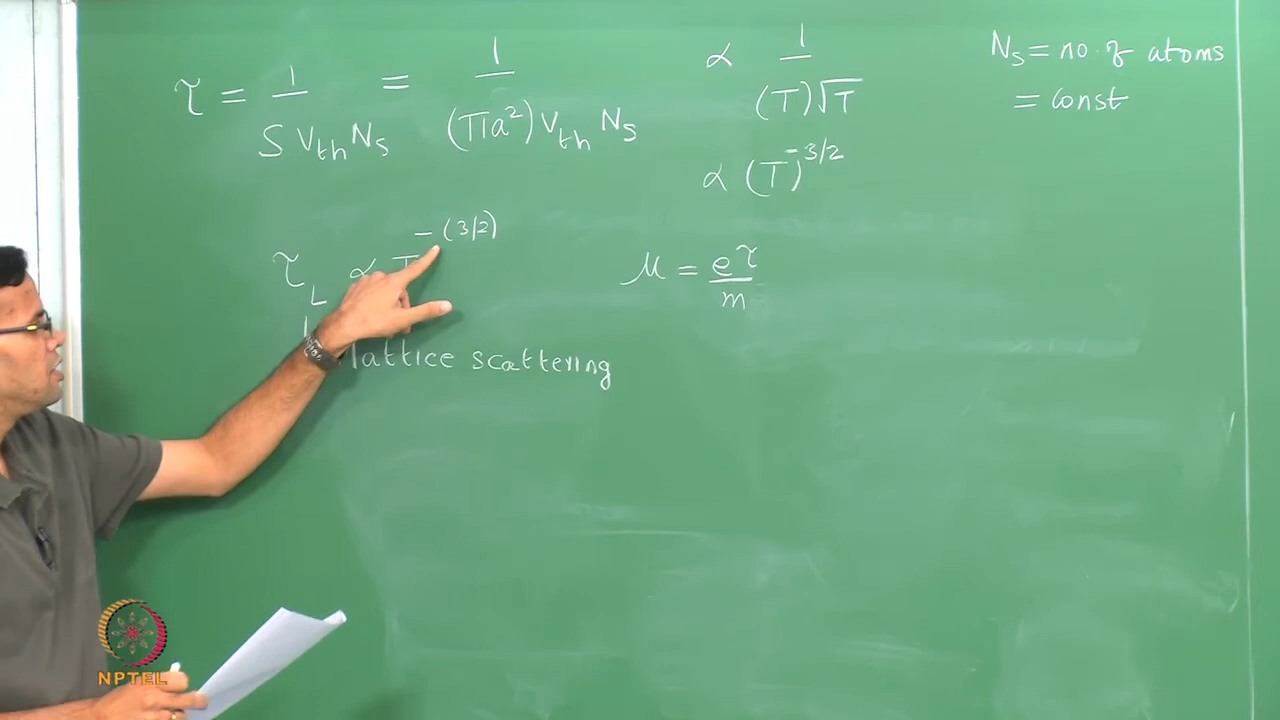 τ = 1 / (S V_th N_s) = 1 / ((πa²) V_th N_s) ∝ 1 / ((T)√T)
∝ (T)^-3/2
N_s = no. of atoms
= const
τ_L ∝ T^-(3/2)
μ = eτ / m
lattice scattering
NPTEL